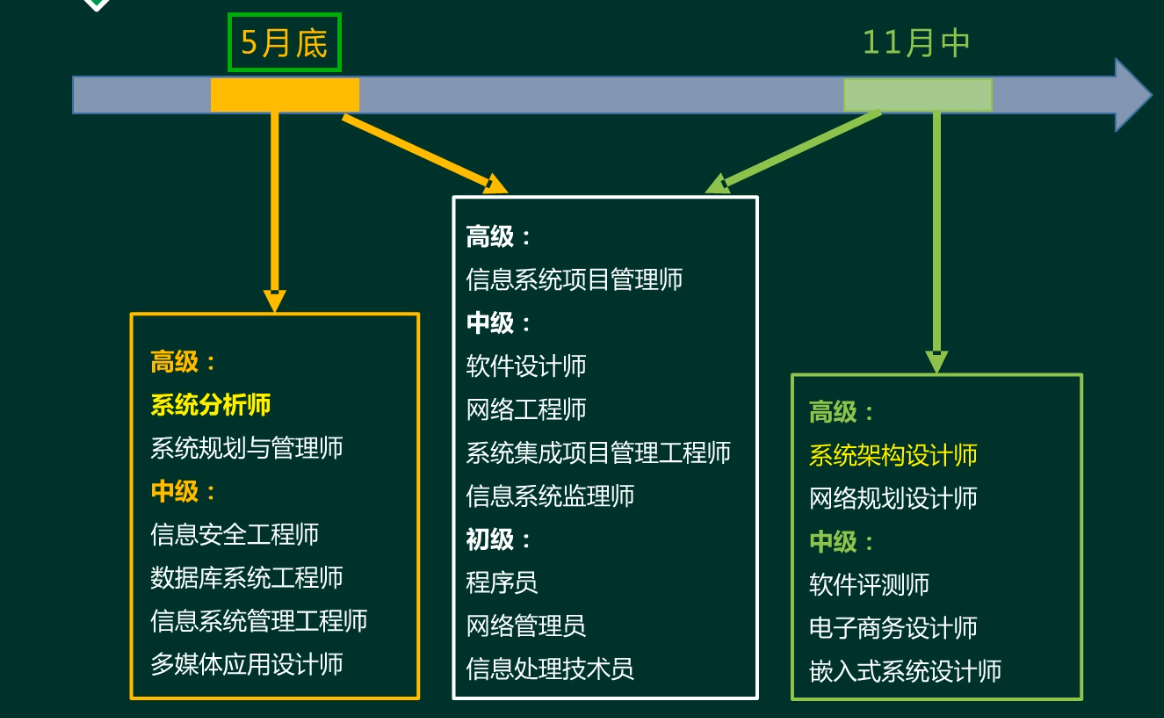 5月底
11月中
高级：
系统分析师
系统规划与管理师
中级：
信息安全工程师
数据库系统工程师
信息系统管理工程师
多媒体应用设计师
高级：
信息系统项目管理师
中级：
软件设计师
网络工程师
系统集成项目管理工程师
信息系统监理师
初级：
程序员
网络管理员
信息处理技术员
高级：
系统架构设计师
网络规划设计师
中级：
软件评测师
电子商务设计师
嵌入式系统设计师